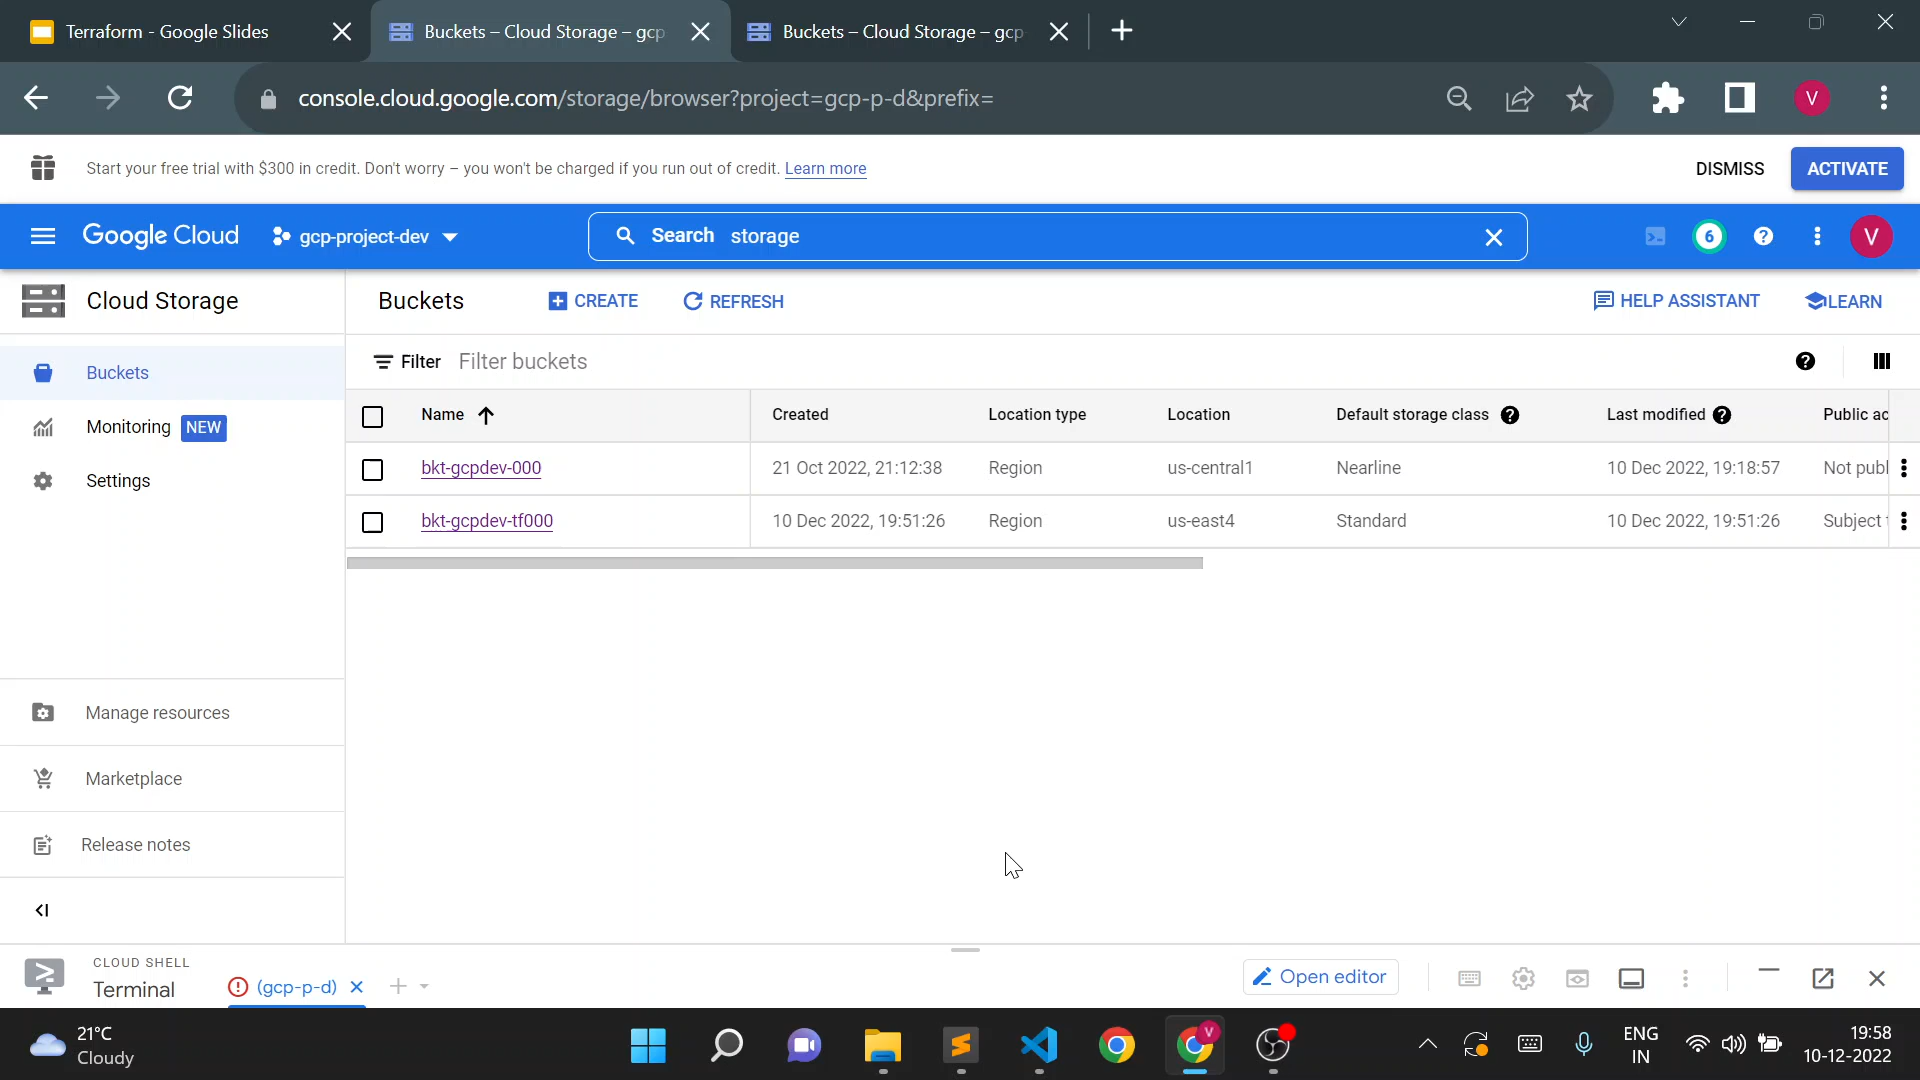 Terraform - Google Slides
Buckets – Cloud Storage – gcp
Buckets – Cloud Storage – gcp
console.cloud.google.com/storage/browser?project=gcp-p-d&prefix=
V
Start your free trial with $300 in credit. Don't worry – you won't be charged if you run out of credit. Learn more
DISMISS
ACTIVATE
Google Cloud
gcp-project-dev
Search storage
6
V
Cloud Storage
Buckets
CREATE
REFRESH
HELP ASSISTANT
LEARN
Buckets
Monitoring NEW
Settings
Filter Filter buckets
Name Created Location type Location Default storage class Last modified Public ac
bkt-gcpdev-000 21 Oct 2022, 21:12:38 Region us-central1 Nearline 10 Dec 2022, 19:18:57 Not publ
bkt-gcpdev-tf000 10 Dec 2022, 19:51:26 Region us-east4 Standard 10 Dec 2022, 19:51:26 Subject
Manage resources
Marketplace
Release notes
CLOUD SHELL
Terminal
(gcp-p-d)
Open editor
21°C
Cloudy
V
ENG
IN
19:58
10-12-2022